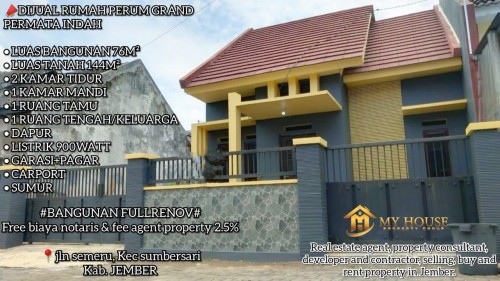 📣DIJUAL RUMAH PERUM GRAND
PERMATA INDAH
• LUAS BANGUNAN 76M²
• LUAS TANAH 144M²
• 2 KAMAR TIDUR
• 1 KAMAR MANDI
• 1 RUANG TAMU
• 1 RUANG TENGAH/KELUARGA
• DAPUR
• LISTRIK 900WATT
• GARASI+PAGAR
• CARPORT
• SUMUR
#BANGUNAN FULLRENOV#
Free biaya notaris & fee agent property 2.5%
📍jln semeru, Kec sumbersari
Kab. JEMBER
MY HOUSE
PROPERTY GROUP
Real estate agent, property consultant,
developer and contractor, selling, buy and
rent property in Jember.